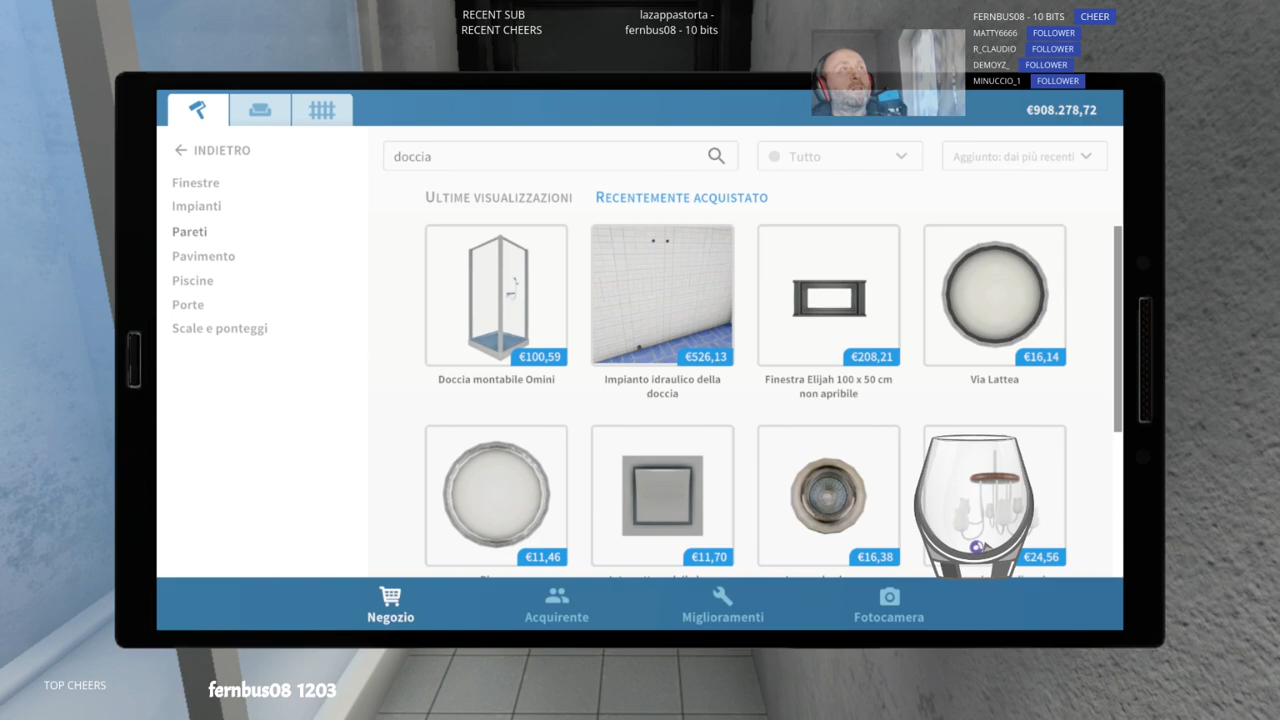 RECENT SUB
lazappastorta -
RECENT CHEERS
fernbus08 - 10 bits
FERNBUS08 - 10 BITS CHEER
MATTY6666 FOLLOWER
R_CLAUDIO FOLLOWER
DEMOYZ_ FOLLOWER
MINUCCIO_1 FOLLOWER
€908.278,72
INDIETRO
doccia
Tutto
Aggiunto: dai più recenti
Finestre
Impianti
Pareti
Pavimento
Piscine
Porte
Scale e ponteggi
ULTIME VISUALIZZAZIONI
RECENTEMENTE ACQUISTATO
€100,59
€526,13
€208,21
€16,14
Doccia montabile Omini
Impianto idraulico della
doccia
Finestra Elijah 100 x 50 cm
non apribile
Via Lattea
€11,46
€11,70
€16,38
€24,56
Negozio
Acquirente
Miglioramenti
Fotocamera
TOP CHEERS
fernbus08 1203